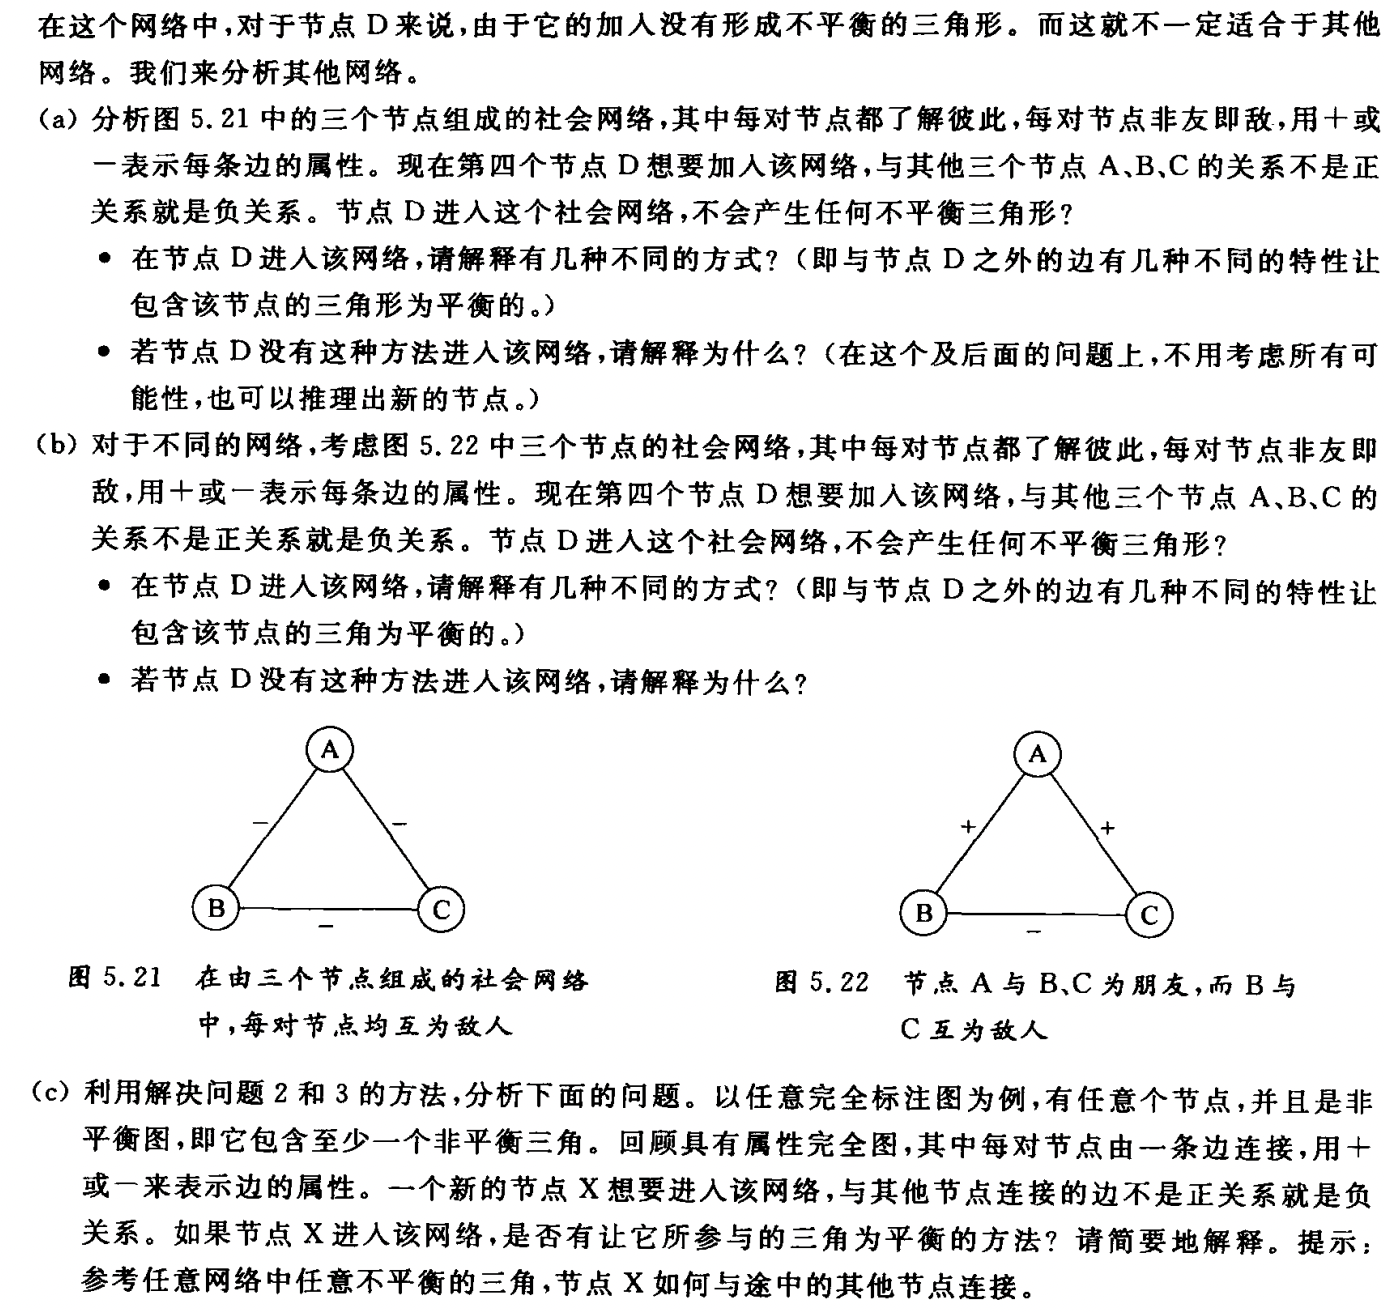 在这个网络中,对于节点 D 来说,由于它的加入没有形成不平衡的三角形。而这就不一定适合于其他
网络。我们来分析其他网络。
(a) 分析图 5.21 中的三个节点组成的社会网络,其中每对节点都了解彼此,每对节点非友即敌,用＋或
－表示每条边的属性。现在第四个节点 D 想要加入该网络,与其他三个节点 A、B、C 的关系不是正
关系就是负关系。节点 D 进入这个社会网络,不会产生任何不平衡三角形?
• 在节点 D 进入该网络,请解释有几种不同的方式?(即与节点 D 之外的边有几种不同的特性让
包含该节点的三角形为平衡的。)
• 若节点 D 没有这种方法进入该网络,请解释为什么?(在这个及后面的问题上,不用考虑所有可
能性,也可以推理出新的节点。)
(b) 对于不同的网络,考虑图 5.22 中三个节点的社会网络,其中每对节点都了解彼此,每对节点非友即
敌,用＋或－表示每条边的属性。现在第四个节点 D 想要加入该网络,与其他三个节点 A、B、C 的
关系不是正关系就是负关系。节点 D 进入这个社会网络,不会产生任何不平衡三角形?
• 在节点 D 进入该网络,请解释有几种不同的方式?(即与节点 D 之外的边有几种不同的特性让
包含该节点的三角为平衡的。)
• 若节点 D 没有这种方法进入该网络,请解释为什么?
A
－ －
B C
－
A
＋ ＋
B C
－
图 5.21 在由三个节点组成的社会网络
中,每对节点均互为敌人
图 5.22 节点 A 与 B、C 为朋友,而 B 与
C 互为敌人
(c) 利用解决问题 2 和 3 的方法,分析下面的问题。以任意完全标注图为例,有任意个节点,并且是非
平衡图,即它包含至少一个非平衡三角。回顾具有属性完全图,其中每对节点由一条边连接,用＋
或－来表示边的属性。一个新的节点 X 想要进入该网络,与其他节点连接的边不是正关系就是负
关系。如果节点 X 进入该网络,是否有让它所参与的三角为平衡的方法? 请简要地解释。提示:
参考任意网络中任意不平衡的三角,节点 X 如何与途中的其他节点连接。